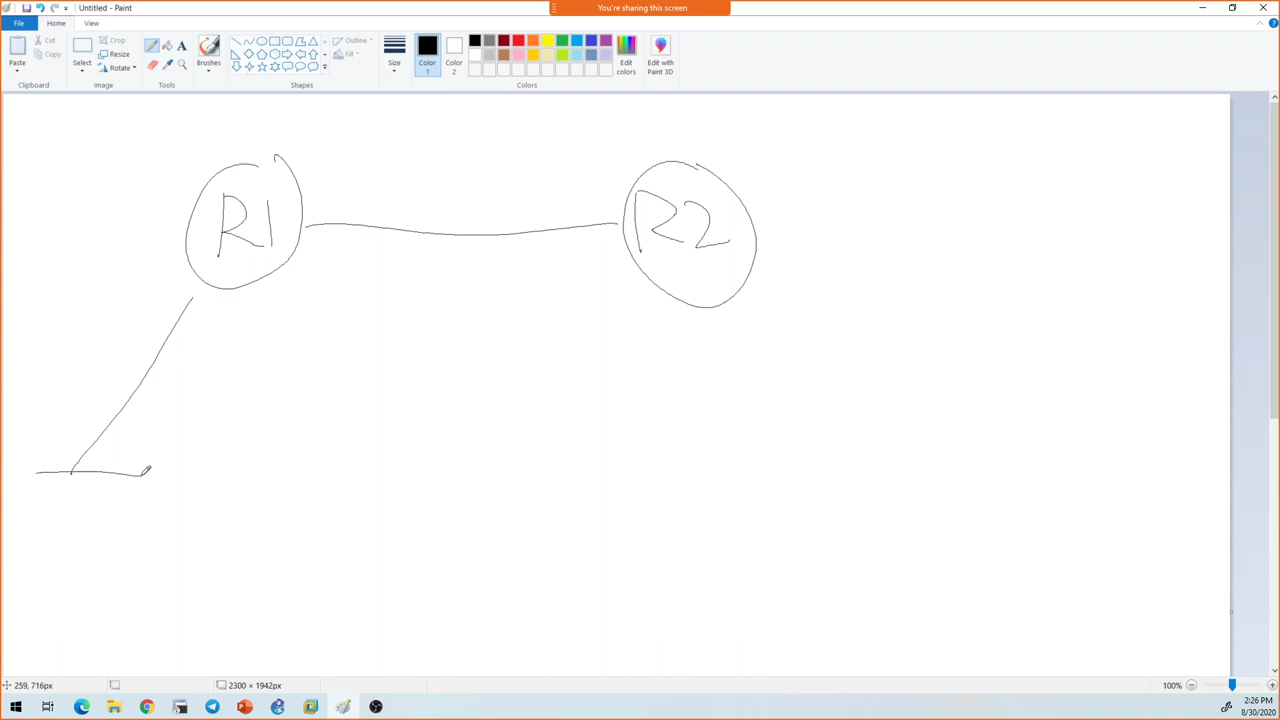 Untitled - Paint
You're sharing this screen
File
Home
View
Paste
Cut
Copy
Clipboard
Select
Crop
Resize
Rotate
Image
A
Tools
Brushes
Outline
Fill
Shapes
Size
Color
1
Color
2
Edit
colors
Colors
Edit with
Paint 3D
R1
R2
259, 716px
2300 × 1942px
100%
2:26 PM
8/30/2020